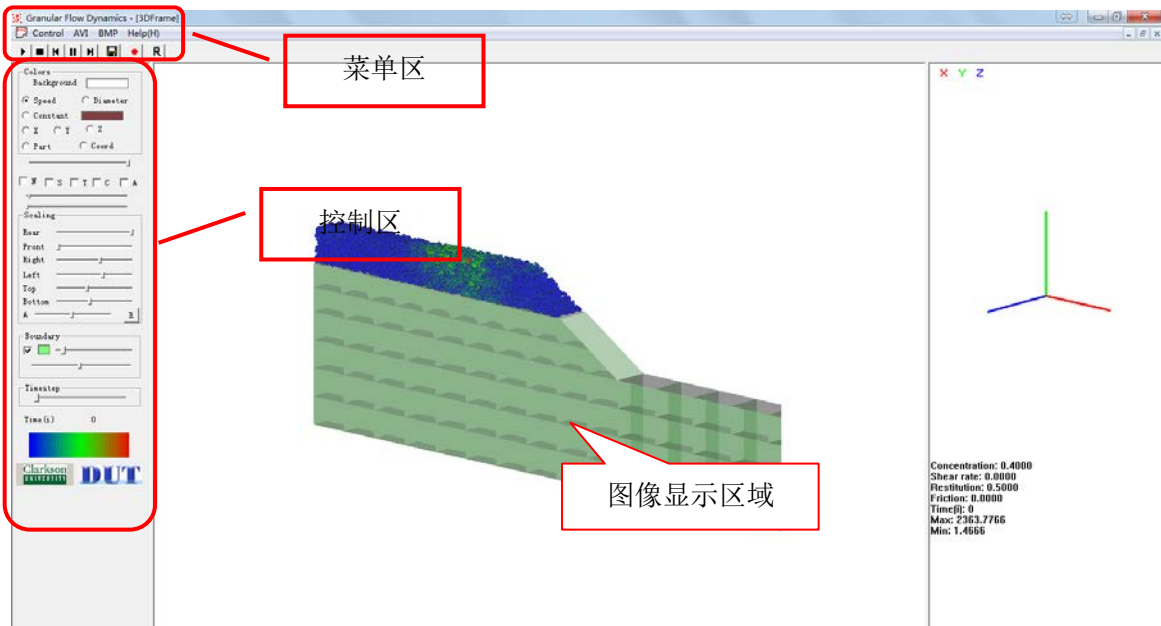 Granular Flow Dynamics - [3DFrame]
Control AVI BMP Help(H)
R
菜单区
X Y Z
Colors
Background
Speed Diameter
Constant
X Y Z
Part Coord
N S T C A
控制区
Scaling
Rear
Front
Right
Left
Top
Bottom
A R
Boundary
Timestep
Time(i) 0
Clarkson
UNIVERSITY
DUT
图像显示区域
Concentration: 0.4000
Shear rate: 0.0000
Restitution: 0.5000
Friction: 0.0000
Time(i): 0
Max: 2363.7766
Min: 1.4666